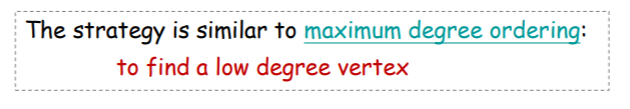 The strategy is similar to maximum degree ordering:
to find a low degree vertex